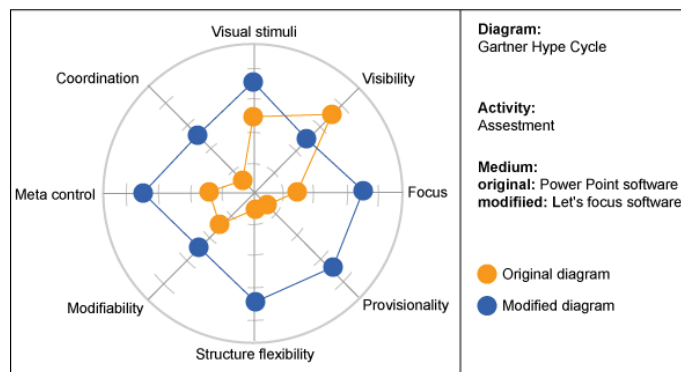 Visual stimuli
Coordination
Visibility
Meta control
Focus
Modifiability
Provisionality
Structure flexibility
Diagram:
Gartner Hype Cycle
Activity:
Assestment
Medium:
original: Power Point software
modifiied: Let's focus software
Original diagram
Modified diagram